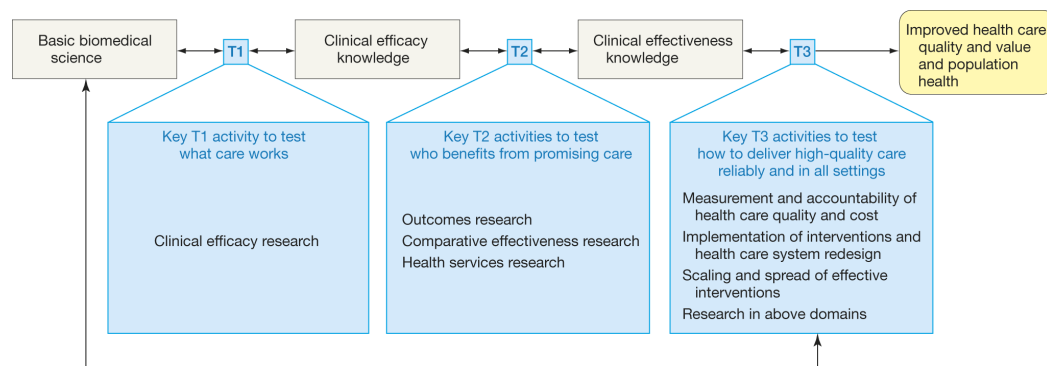 Basic biomedical
science
T1
Clinical efficacy
knowledge
T2
Clinical effectiveness
knowledge
T3
Improved health care
quality and value
and population
health
Key T1 activity to test
what care works
Clinical efficacy research
Key T2 activities to test
who benefits from promising care
Outcomes research
Comparative effectiveness research
Health services research
Key T3 activities to test
how to deliver high-quality care
reliably and in all settings
Measurement and accountability of
health care quality and cost
Implementation of interventions and
health care system redesign
Scaling and spread of effective
interventions
Research in above domains